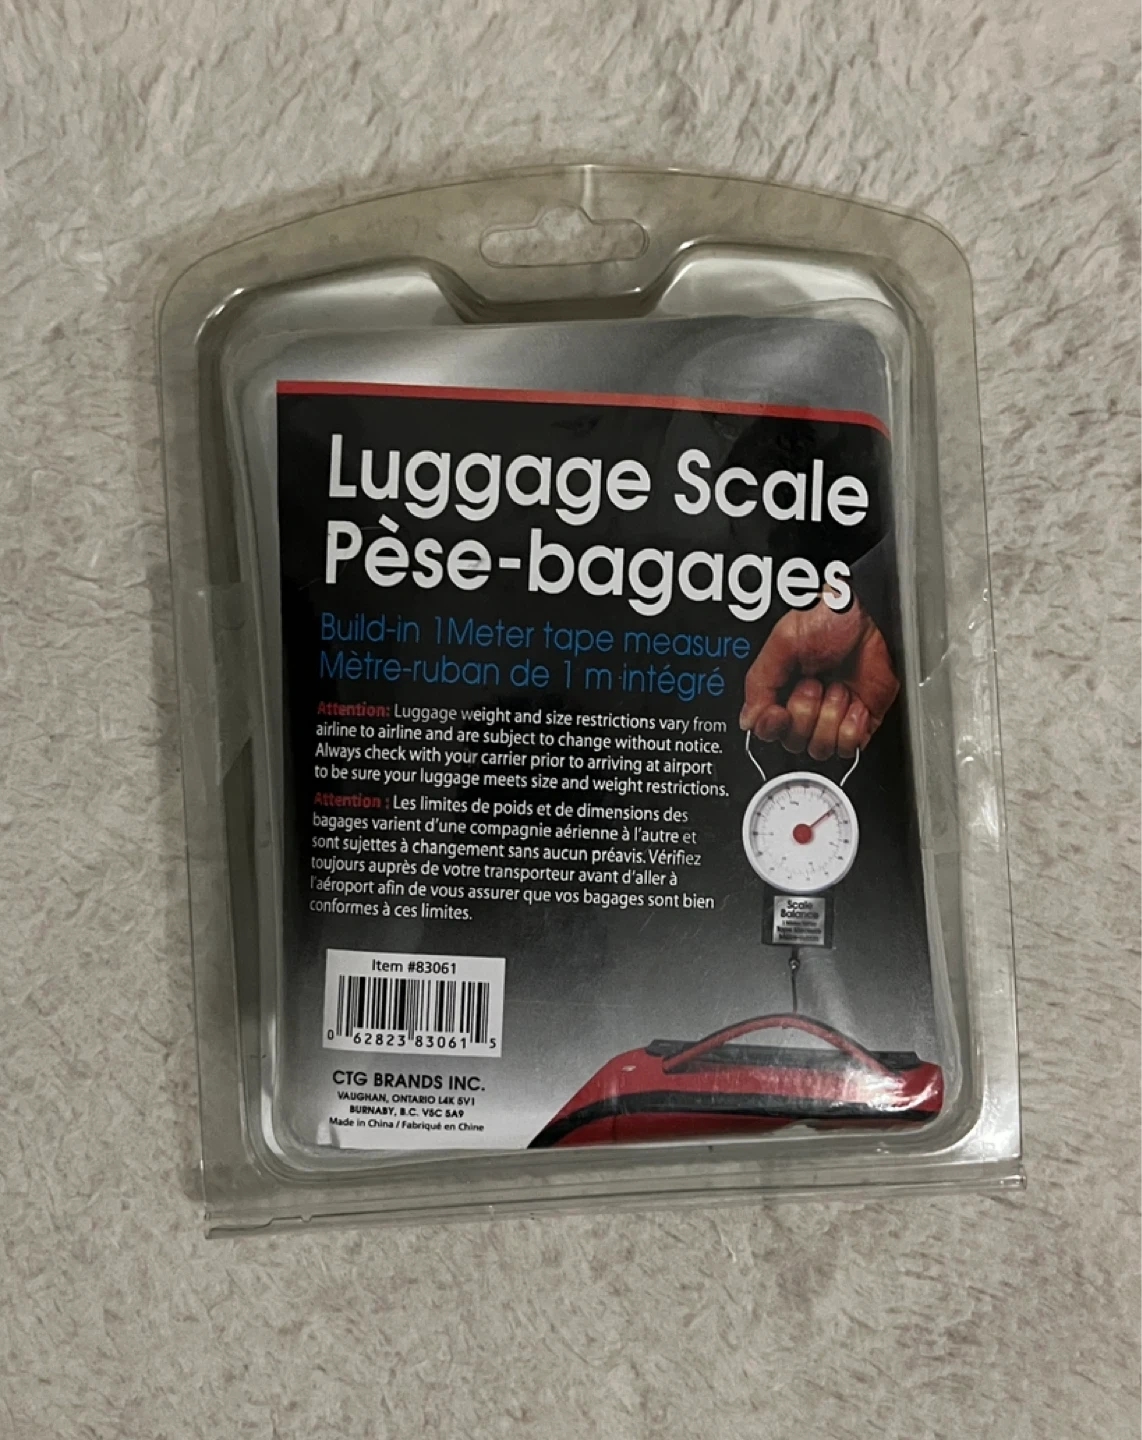 Luggage Scale
Pèse-bagages
Build-in 1Meter tape measure
Mètre-ruban de 1 m intégré
Attention: Luggage weight and size restrictions vary from
airline to airline and are subject to change without notice.
Always check with your carrier prior to arriving at airport
to be sure your luggage meets size and weight restrictions.
Attention : Les limites de poids et de dimensions des
bagages varient d'une compagnie aérienne à l'autre et
sont sujettes à changement sans aucun préavis. Vérifiez
toujours auprès de votre transporteur avant d'aller à
l'aéroport afin de vous assurer que vos bagages sont bien
conformes à ces limites.
Scale
Balance
Item #83061
0 62823 83061 5
CTG BRANDS INC.
VAUGHAN, ONTARIO L4K 5V1
BURNABY, B.C. V5C 5A9
Made in China / Fabriqué en Chine